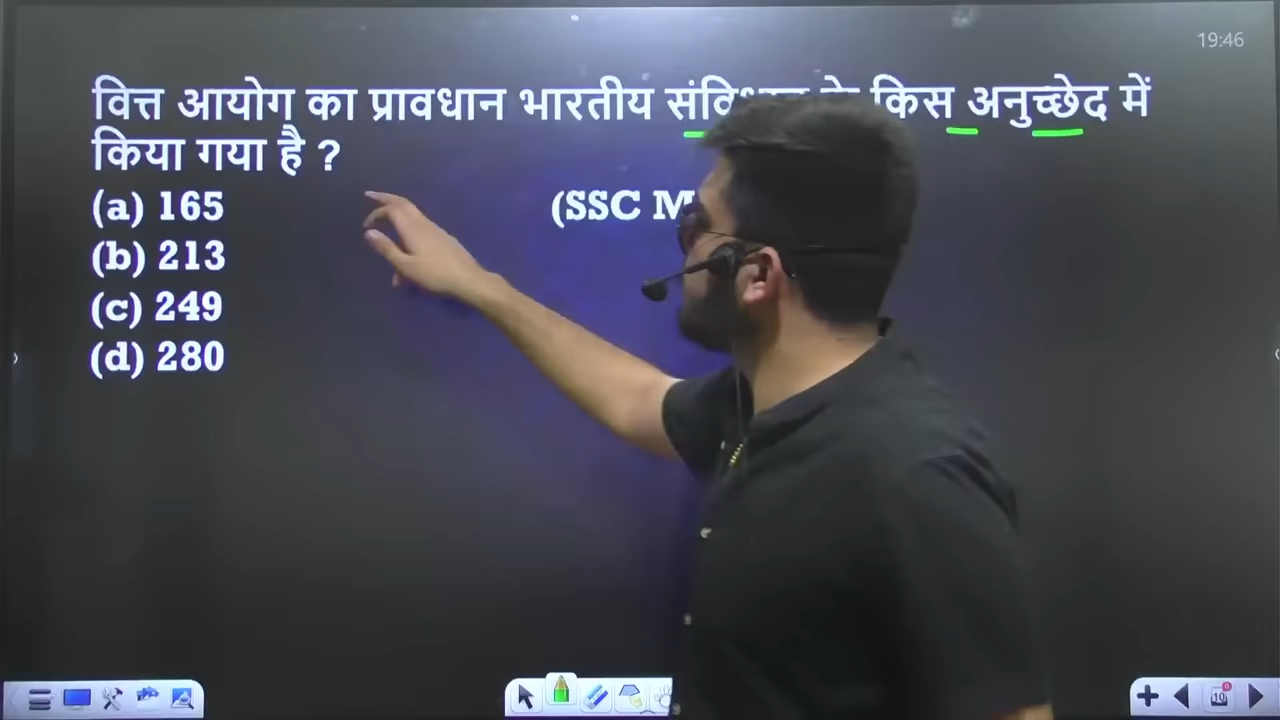 19:46
वित्त आयोग का प्रावधान भारतीय किस अनुच्छेद में
किया गया है ?
(a) 165 (SSC M
(b) 213
(c) 249
(d) 280